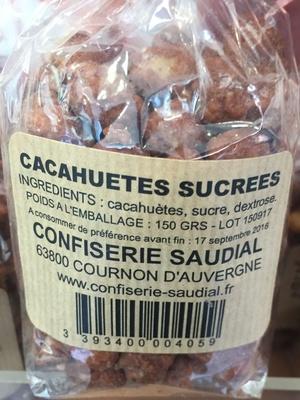 CACAHUETES SUCREES
INGREDIENTS : cacahuètes, sucre, dextrose.
POIDS A L'EMBALLAGE : 150 GRS - LOT 150917
A consommer de préférence avant fin : 17 septembre 2018
CONFISERIE SAUDIAL
63800 COURNON D'AUVERGNE
www.confiserie-saudial.fr
3 393400 004059